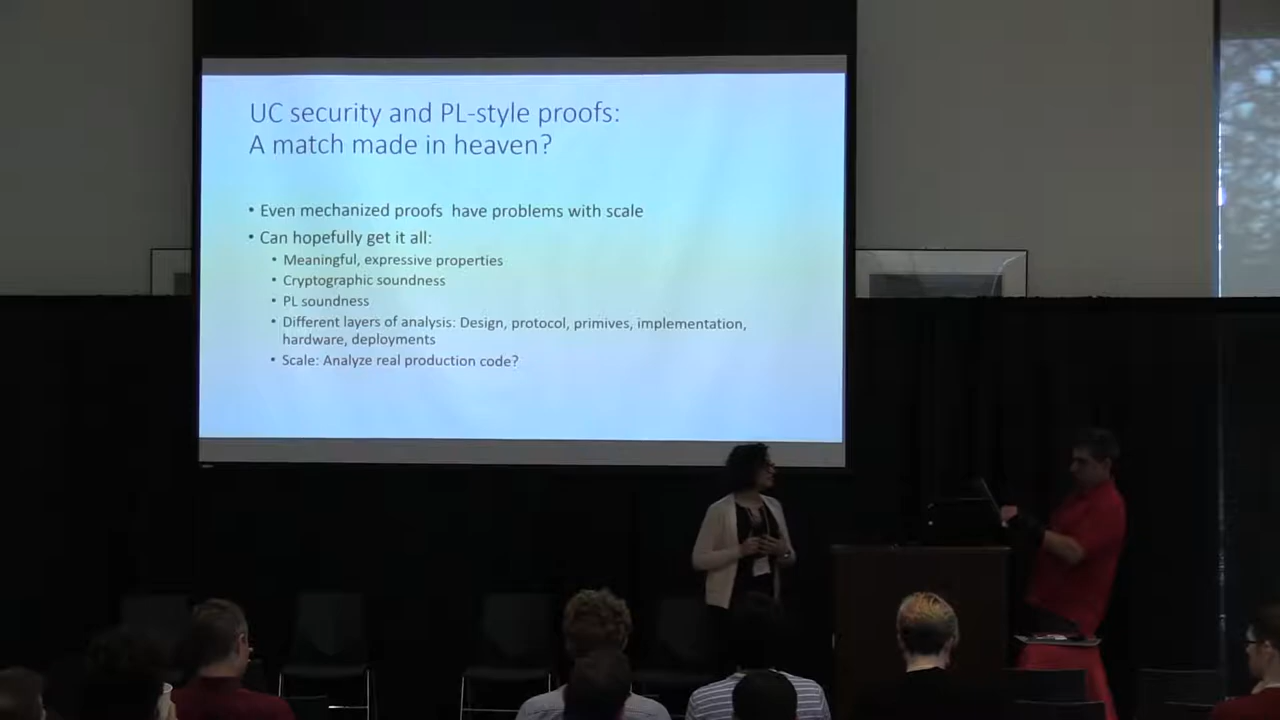 UC security and PL-style proofs:
A match made in heaven?
• Even mechanized proofs have problems with scale
• Can hopefully get it all:
• Meaningful, expressive properties
• Cryptographic soundness
• PL soundness
• Different layers of analysis: Design, protocol, primives, implementation,
hardware, deployments
• Scale: Analyze real production code?